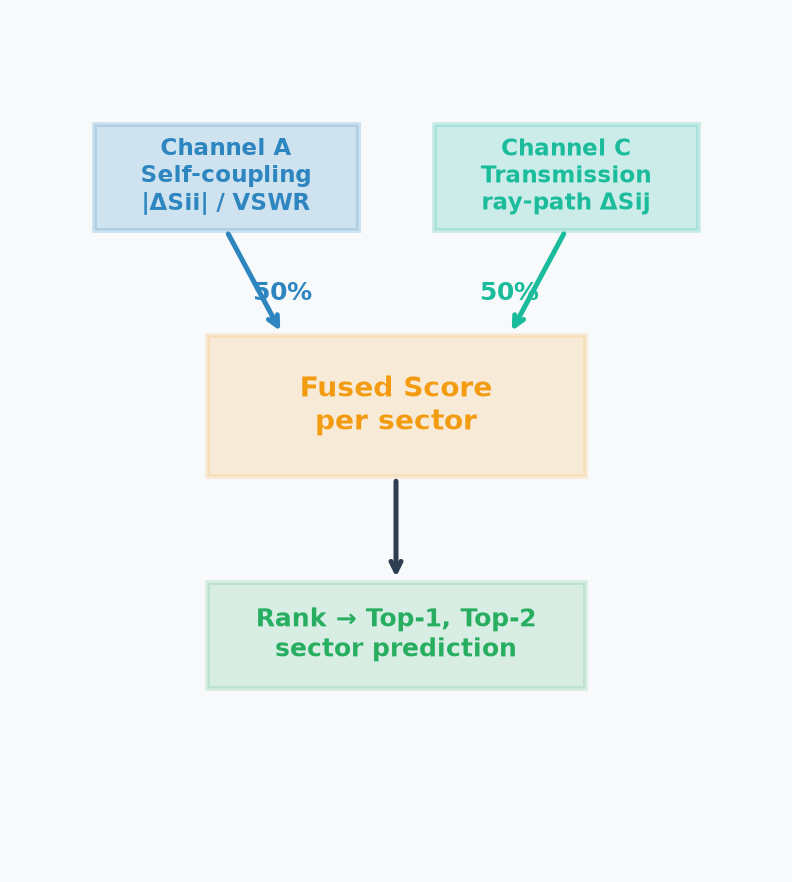 Channel A
Self-coupling
|ΔSii| / VSWR
Channel C
Transmission
ray-path ΔSij
50%
50%
Fused Score
per sector
Rank → Top-1, Top-2
sector prediction